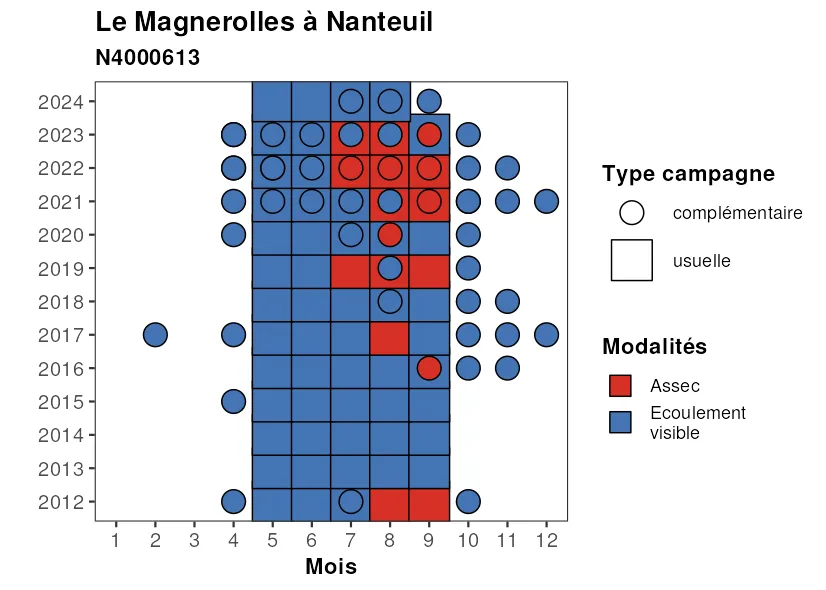 Le Magnerolles à Nanteuil
N4000613
2024
2023
2022
2021
2020
2019
2018
2017
2016
2015
2014
2013
2012
1 2 3 4 5 6 7 8 9 10 11 12
Mois
Type campagne
complémentaire
usuelle
Modalités
Assec
Ecoulement
visible